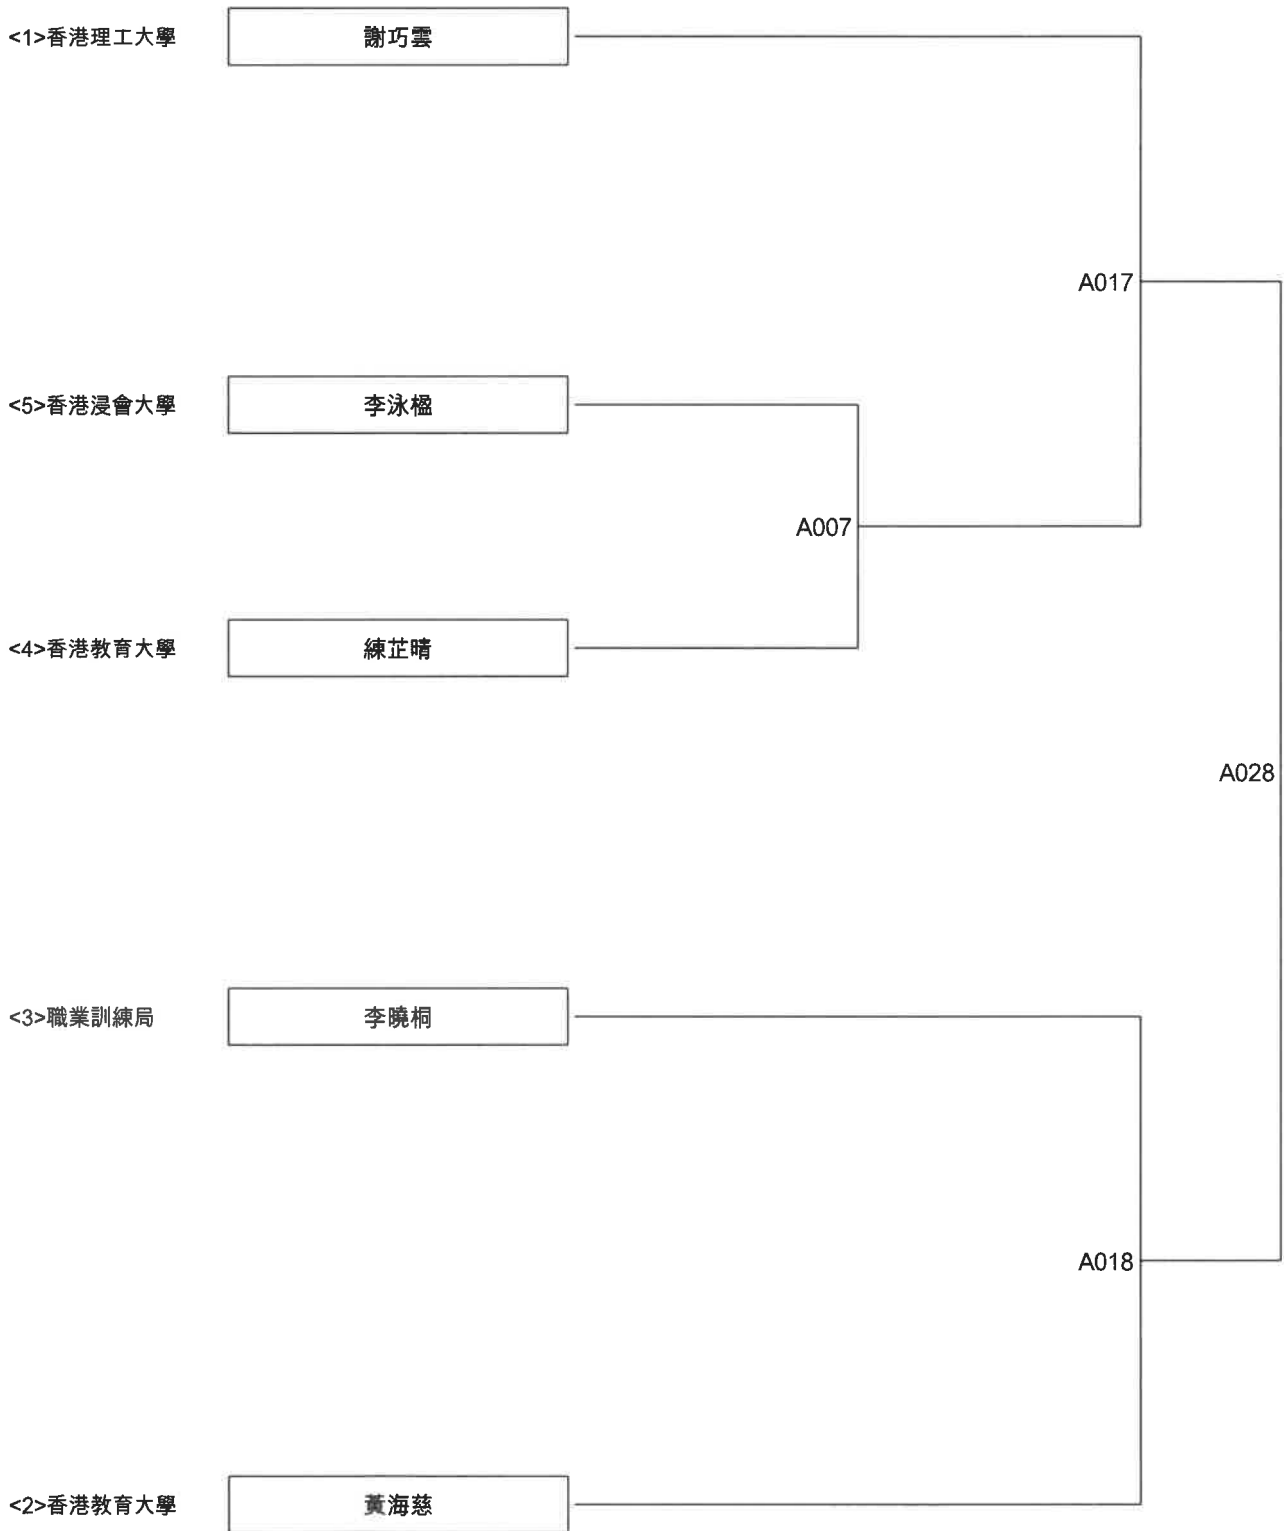 <1>香港理工大學 謝巧雲
A017
<5>香港浸會大學 李泳楹
A007
<4>香港教育大學 練芷晴
A028
<3>職業訓練局 李曉桐
A018
<2>香港教育大學 黃海慈